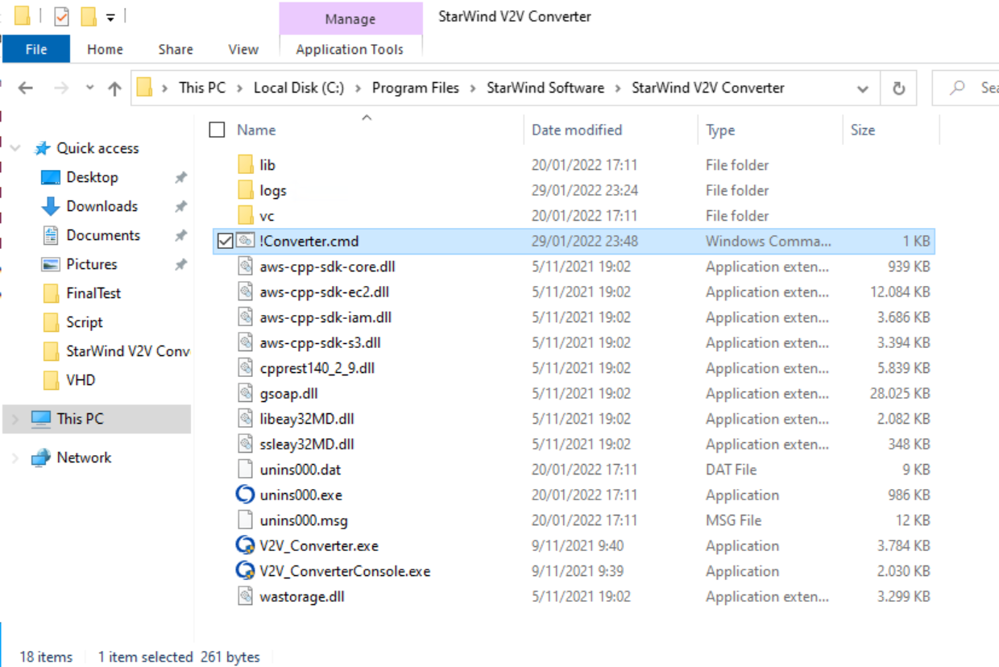 StarWind V2V Converter
Manage
File Home Share View Application Tools
This PC Local Disk (C:) Program Files StarWind Software StarWind V2V Converter
Name Date modified Type Size
Quick access
Desktop
Downloads
Documents
Pictures
FinalTest
Script
StarWind V2V Conv
VHD
This PC
Network
lib 20/01/2022 17:11 File folder
logs 29/01/2022 23:24 File folder
vc 20/01/2022 17:11 File folder
!Converter.cmd 29/01/2022 23:48 Windows Comma... 1 KB
aws-cpp-sdk-core.dll 5/11/2021 19:02 Application exten... 939 KB
aws-cpp-sdk-ec2.dll 5/11/2021 19:02 Application exten... 12.084 KB
aws-cpp-sdk-iam.dll 5/11/2021 19:02 Application exten... 3.686 KB
aws-cpp-sdk-s3.dll 5/11/2021 19:02 Application exten... 3.394 KB
cpprest140_2_9.dll 5/11/2021 19:02 Application exten... 5.839 KB
gsoap.dll 5/11/2021 19:02 Application exten... 28.025 KB
libeay32MD.dll 5/11/2021 19:02 Application exten... 2.082 KB
ssleay32MD.dll 5/11/2021 19:02 Application exten... 348 KB
unins000.dat 20/01/2022 17:11 DAT File 9 KB
unins000.exe 20/01/2022 17:11 Application 986 KB
unins000.msg 20/01/2022 17:11 MSG File 12 KB
V2V_Converter.exe 9/11/2021 9:40 Application 3.784 KB
V2V_ConverterConsole.exe 9/11/2021 9:39 Application 2.030 KB
wastorage.dll 5/11/2021 19:02 Application exten... 3.299 KB
18 items 1 item selected 261 bytes